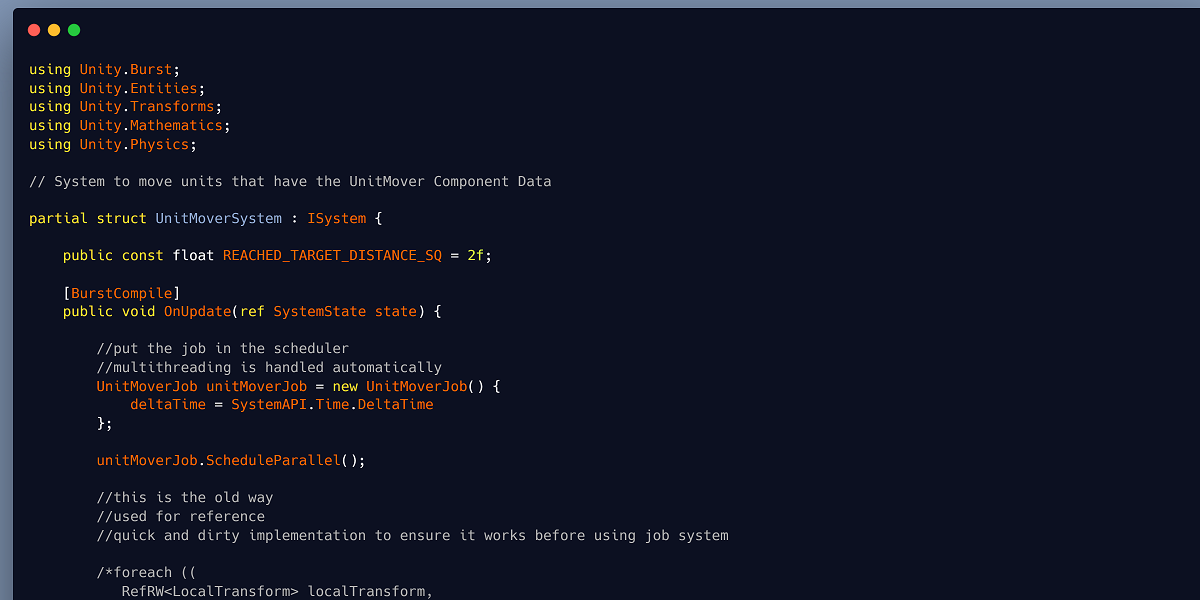 using Unity.Burst;
using Unity.Entities;
using Unity.Transforms;
using Unity.Mathematics;
using Unity.Physics;
// System to move units that have the UnitMover Component Data
partial struct UnitMoverSystem : ISystem {
public const float REACHED_TARGET_DISTANCE_SQ = 2f;
[BurstCompile]
public void OnUpdate(ref SystemState state) {
//put the job in the scheduler
//multithreading is handled automatically
UnitMoverJob unitMoverJob = new UnitMoverJob() {
deltaTime = SystemAPI.Time.DeltaTime
};
unitMoverJob.ScheduleParallel();
//this is the old way
//used for reference
//quick and dirty implementation to ensure it works before using job system
/*foreach ((
RefRW<LocalTransform> localTransform,